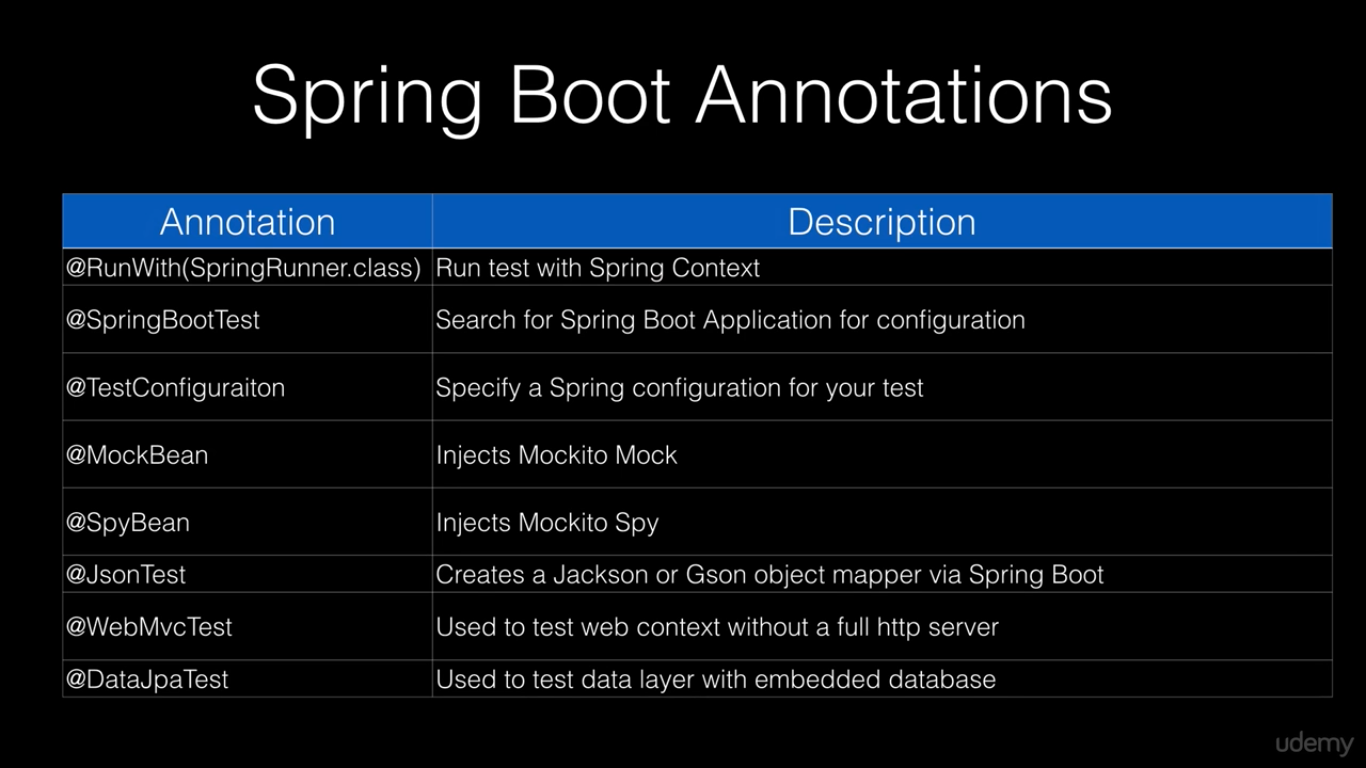 Spring Boot Annotations
Annotation Description
@RunWith(SpringRunner.class) Run test with Spring Context
@SpringBootTest Search for Spring Boot Application for configuration
@TestConfiguraiton Specify a Spring configuration for your test
@MockBean Injects Mockito Mock
@SpyBean Injects Mockito Spy
@JsonTest Creates a Jackson or Gson object mapper via Spring Boot
@WebMvcTest Used to test web context without a full http server
@DataJpaTest Used to test data layer with embedded database
udemy